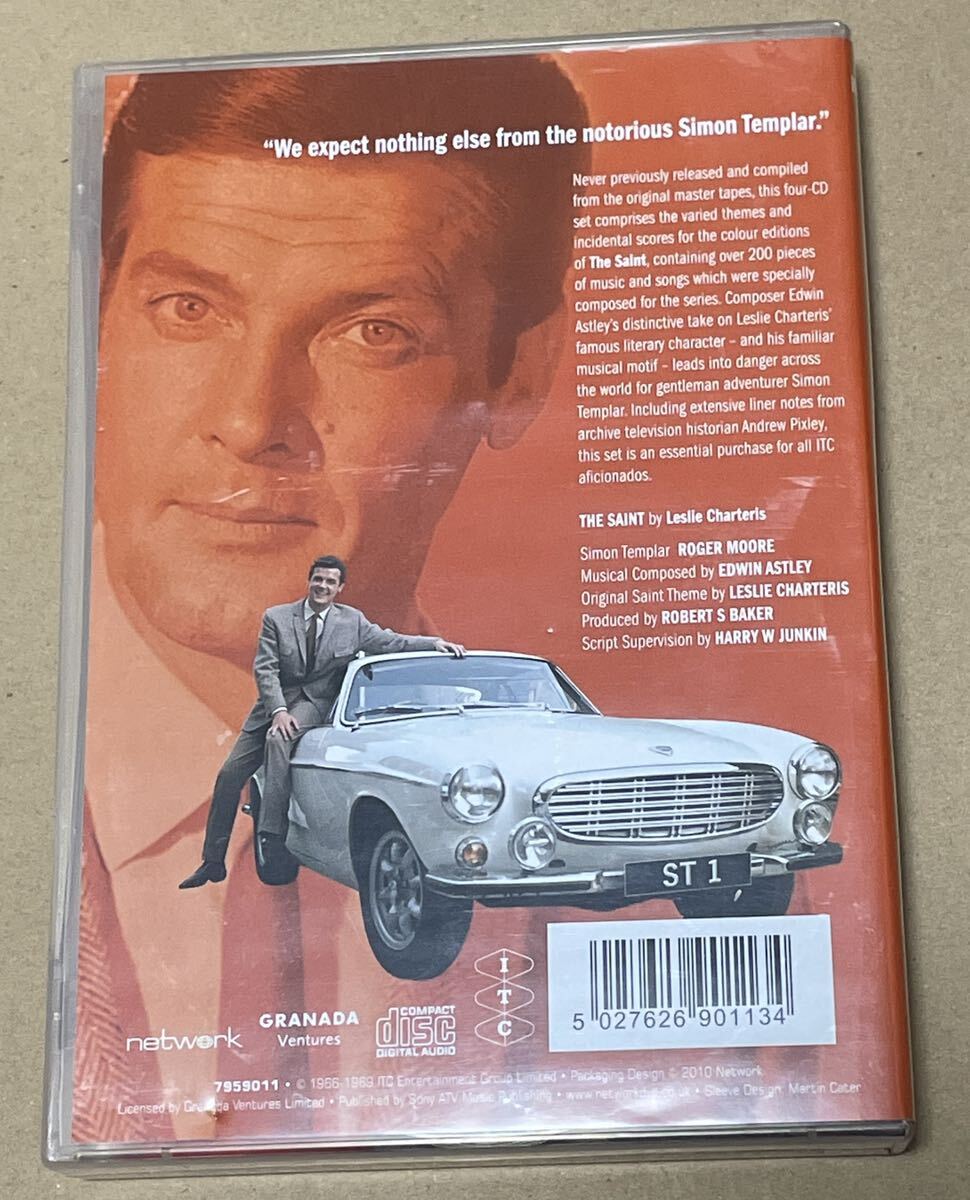 “We expect nothing else from the notorious Simon Templar.”
Never previously released and compiled
from the original master tapes, this four-CD
set comprises the varied themes and
incidental scores for the colour editions
of The Saint, containing over 200 pieces
of music and songs which were specially
composed for the series. Composer Edwin
Astley's distinctive take on Leslie Charteris'
famous literary character – and his familiar
musical motif – leads into danger across
the world for gentleman adventurer Simon
Templar. Including extensive liner notes from
archive television historian Andrew Pixley,
this set is an essential purchase for all ITC
aficionados.
THE SAINT by Leslie Charteris
Simon Templar ROGER MOORE
Musical Composed by EDWIN ASTLEY
Original Saint Theme by LESLIE CHARTERIS
Produced by ROBERT S BAKER
Script Supervision by HARRY W JUNKIN
ST 1
network
GRANADA
Ventures
COMPACT
disc
DIGITAL AUDIO
I
T
C
5 027626 901134
7959011 • © 1966-1969 ITC Entertainment Group Limited • Packaging Design © 2010 Network
Licensed by Granada Ventures Limited • Published by Sony ATV Music Publishing • www.networkdvd.co.uk • Sleeve Design: Martin Cater